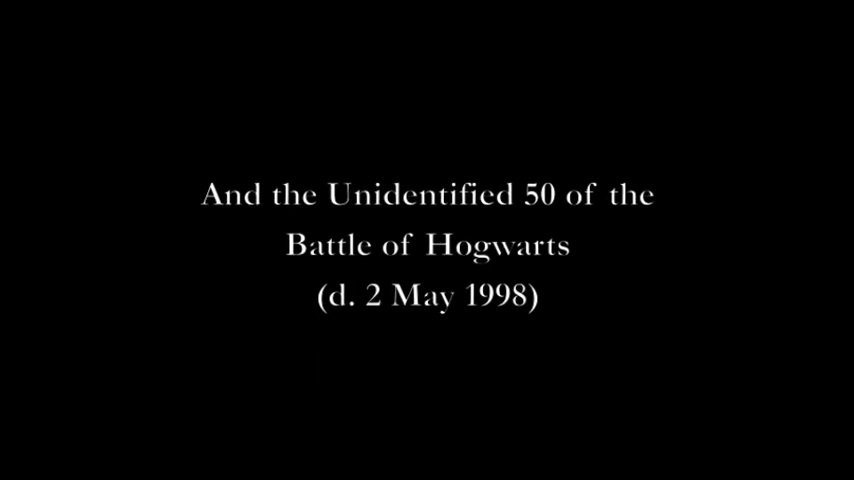 And the Unidentified 50 of the
Battle of Hogwarts
(d. 2 May 1998)